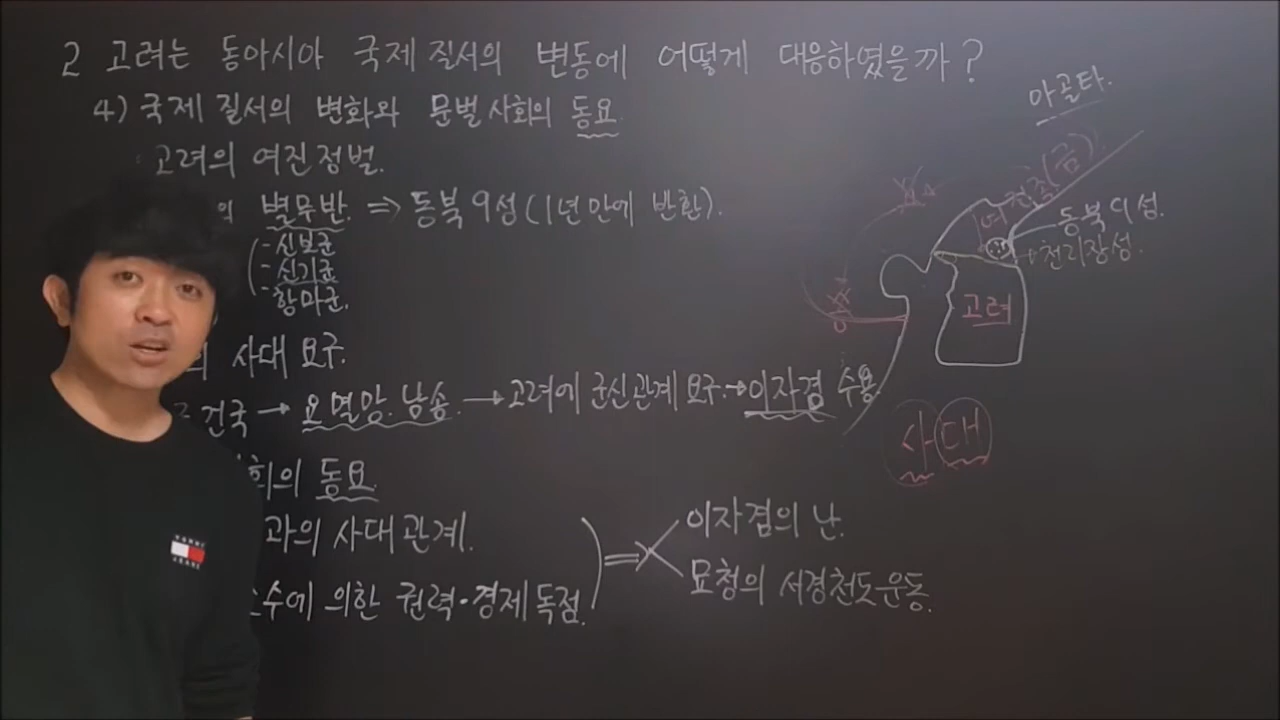 2 고려는 동아시아 국제 질서의 변동에 어떻게 대응하였을까?
4) 국제 질서의 변화와 문벌 사회의 동요
고려의 여진 정벌.
의 별무반. ⇒ 동북 9성 (1년 만에 반환).
- 신보군
- 신기군
- 항마군.
의 사대 요구.
건국 → 요 멸망. 남송. → 고려에 군신관계 요구. → 이자겸 수용
회의 동요.
과의 사대 관계.
소수에 의한 권력·경제 독점.
⇒ 이자겸의 난.
묘청의 서경천도 운동.
아골타.
여진족(금)
동북 9성.
천리장성.
고려
사대
TOMMY
JEANS